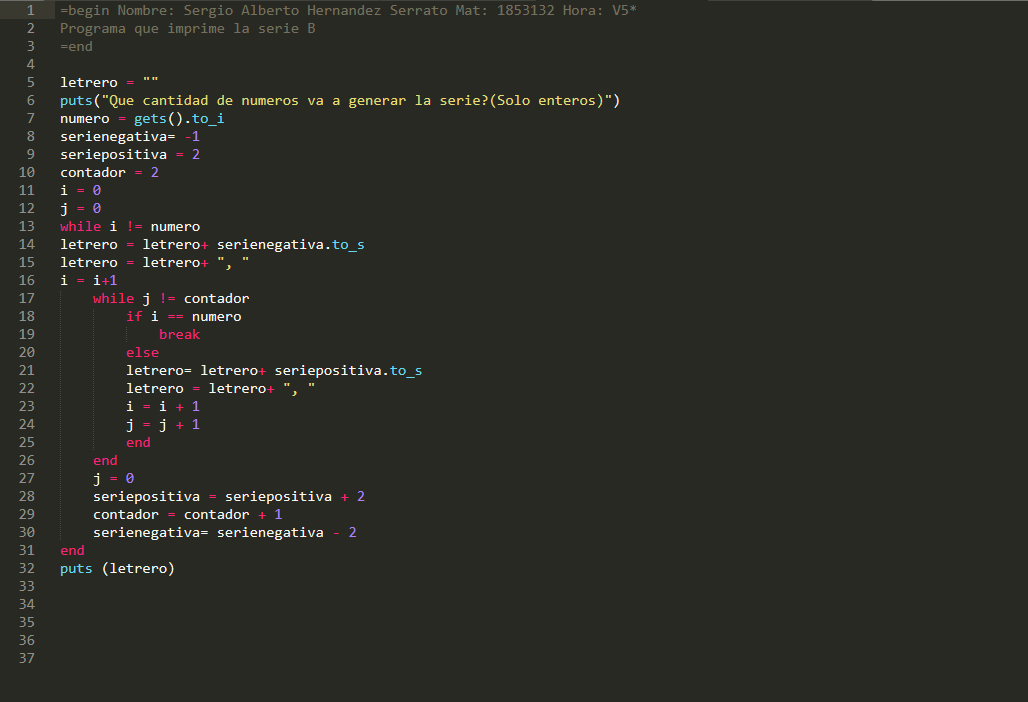 1 =begin Nombre: Sergio Alberto Hernandez Serrato Mat: 1853132 Hora: V5*
2 Programa que imprime la serie B
3 =end
4
5 letrero = ""
6 puts("Que cantidad de numeros va a generar la serie?(Solo enteros)")
7 numero = gets().to_i
8 serienegativa= -1
9 seriepositiva = 2
10 contador = 2
11 i = 0
12 j = 0
13 while i != numero
14 letrero = letrero+ serienegativa.to_s
15 letrero = letrero+ ", "
16 i = i+1
17     while j != contador
18         if i == numero
19             break
20         else
21         letrero= letrero+ seriepositiva.to_s
22         letrero = letrero+ ", "
23         i = i + 1
24         j = j + 1
25         end
26     end
27     j = 0
28     seriepositiva = seriepositiva + 2
29     contador = contador + 1
30     serienegativa= serienegativa - 2
31 end
32 puts (letrero)
33
34
35
36
37